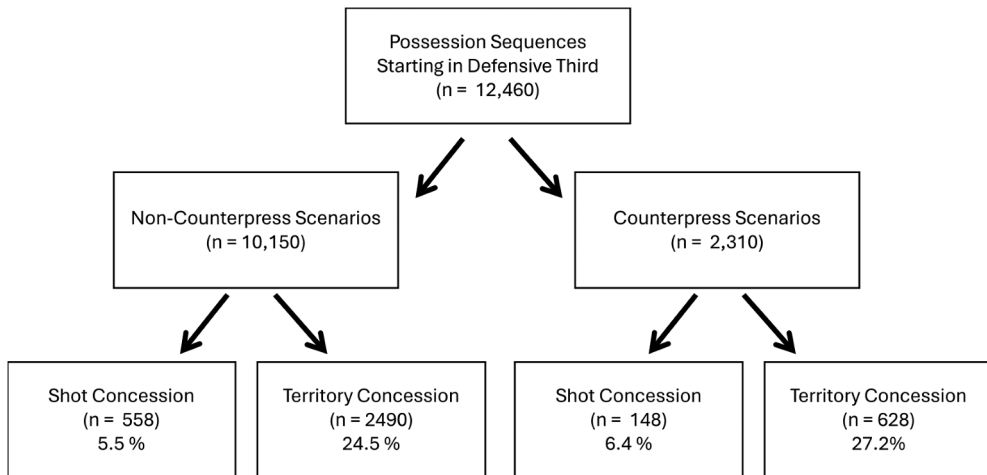 Possession Sequences
Starting in Defensive Third
(n = 12,460)
Non-Counterpress Scenarios
(n = 10,150)
Counterpress Scenarios
(n = 2,310)
Shot Concession
(n = 558)
5.5 %
Territory Concession
(n = 2490)
24.5 %
Shot Concession
(n = 148)
6.4 %
Territory Concession
(n = 628)
27.2%